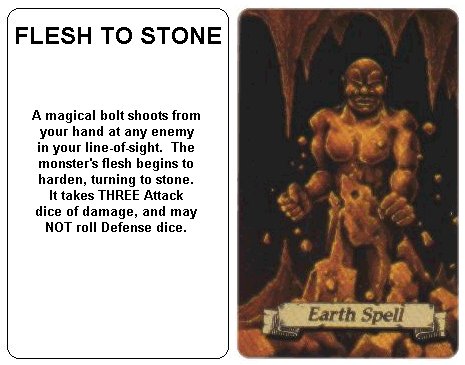 FLESH TO STONE
A magical bolt shoots from
your hand at any enemy
in your line-of-sight.  The
monster's flesh begins to
harden, turning to stone.
It takes THREE Attack
dice of damage, and may
NOT roll Defense dice.
Earth Spell